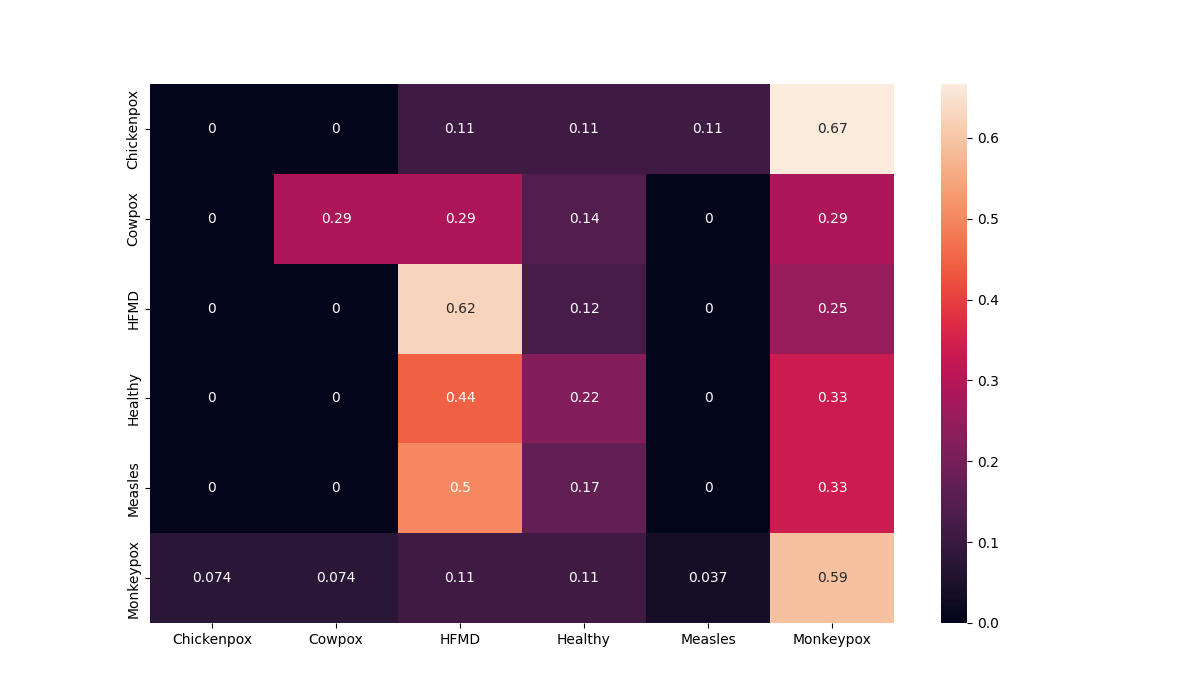 Chickenpox 0 0 0.11 0.11 0.11 0.67
Cowpox 0 0.29 0.29 0.14 0 0.29
HFMD 0 0 0.62 0.12 0 0.25
Healthy 0 0 0.44 0.22 0 0.33
Measles 0 0 0.5 0.17 0 0.33
Monkeypox 0.074 0.074 0.11 0.11 0.037 0.59
Chickenpox Cowpox HFMD Healthy Measles Monkeypox
0.6
0.5
0.4
0.3
0.2
0.1
0.0